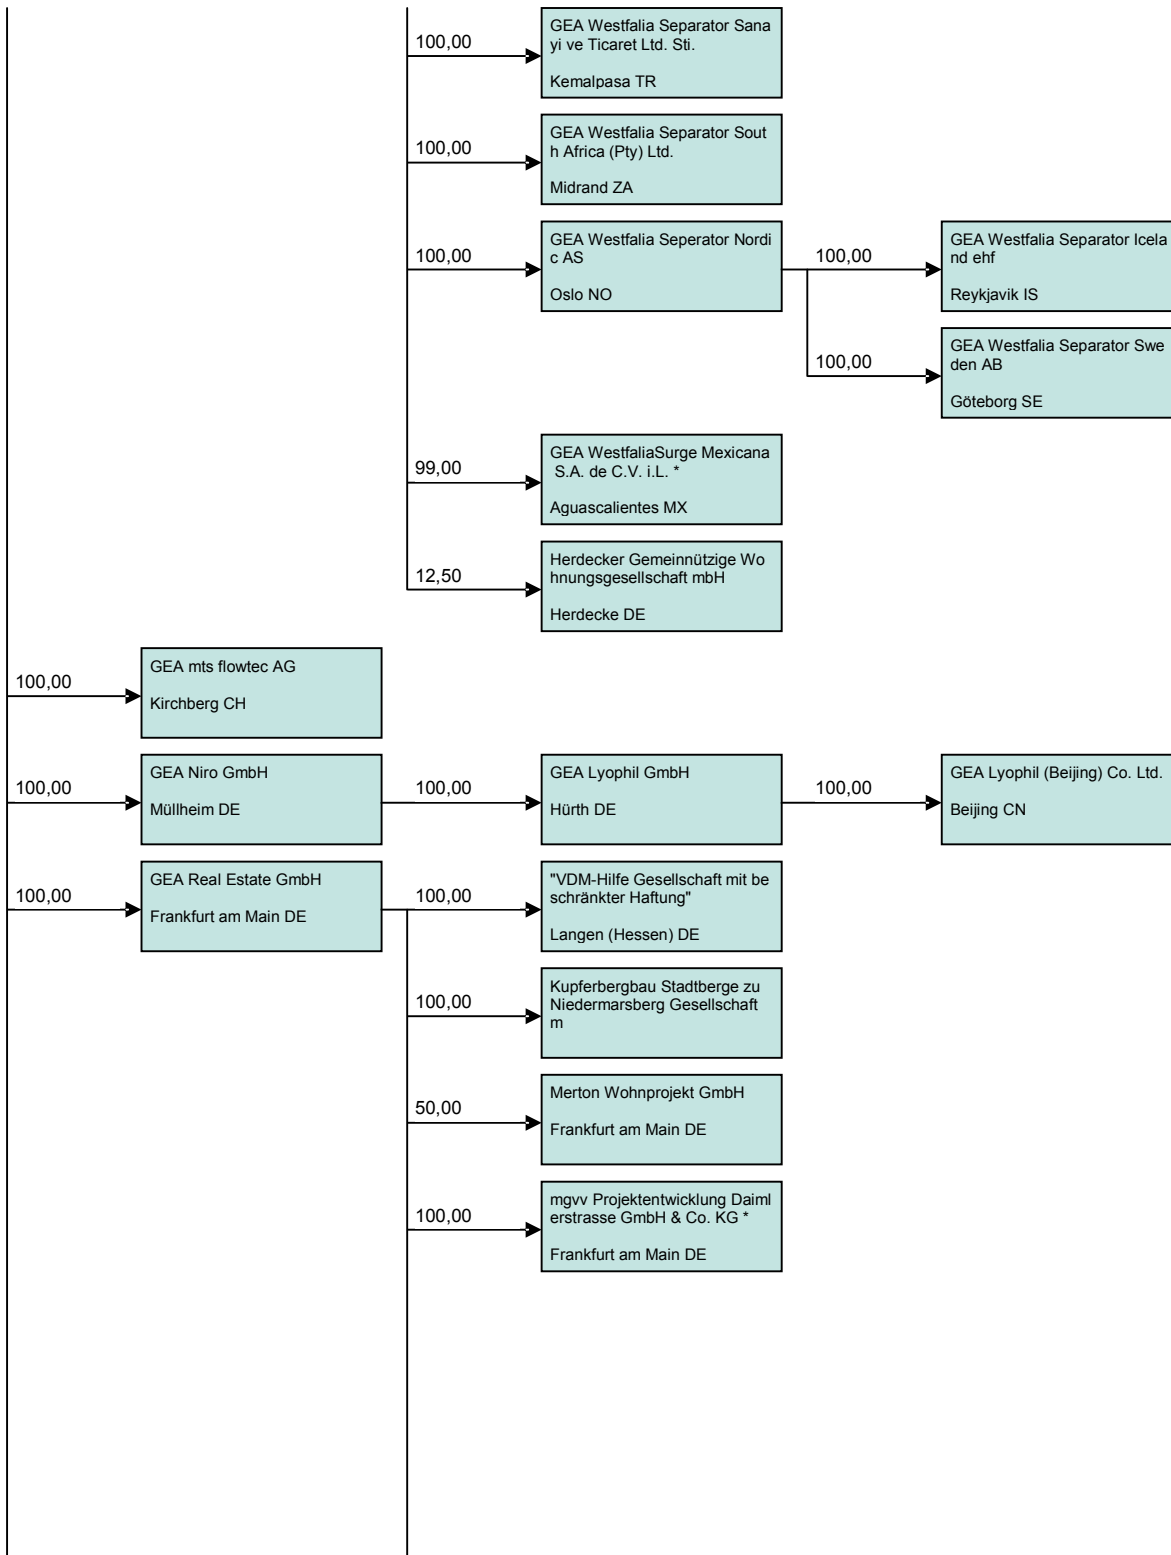 100,00
GEA Westfalia Separator Sana
yi ve Ticaret Ltd. Sti.
Kemalpasa TR
100,00
GEA Westfalia Separator Sout
h Africa (Pty) Ltd.
Midrand ZA
100,00
GEA Westfalia Seperator Nordi
c AS
Oslo NO
100,00
GEA Westfalia Separator Icela
nd ehf
Reykjavik IS
100,00
GEA Westfalia Separator Swe
den AB
Göteborg SE
99,00
GEA WestfaliaSurge Mexicana
S.A. de C.V. i.L. *
Aguascalientes MX
12,50
Herdecker Gemeinnützige Wo
hnungsgesellschaft mbH
Herdecke DE
100,00
GEA mts flowtec AG
Kirchberg CH
100,00
GEA Niro GmbH
Müllheim DE
100,00
GEA Lyophil GmbH
Hürth DE
100,00
GEA Lyophil (Beijing) Co. Ltd.
Beijing CN
100,00
GEA Real Estate GmbH
Frankfurt am Main DE
100,00
"VDM-Hilfe Gesellschaft mit be
schränkter Haftung"
Langen (Hessen) DE
100,00
Kupferbergbau Stadtberge zu
Niedermarsberg Gesellschaft
m
50,00
Merton Wohnprojekt GmbH
Frankfurt am Main DE
100,00
mgvv Projektentwicklung Daiml
erstrasse GmbH & Co. KG *
Frankfurt am Main DE